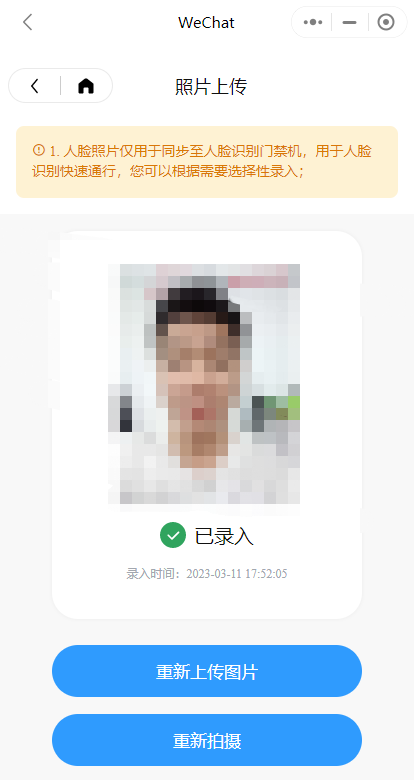 WeChat
照片上传
1. 人脸照片仅用于同步至人脸识别门禁机，用于人脸
识别快速通行，您可以根据需要选择性录入；
已录入
录入时间：2023-03-11 17:52:05
重新上传图片
重新拍摄